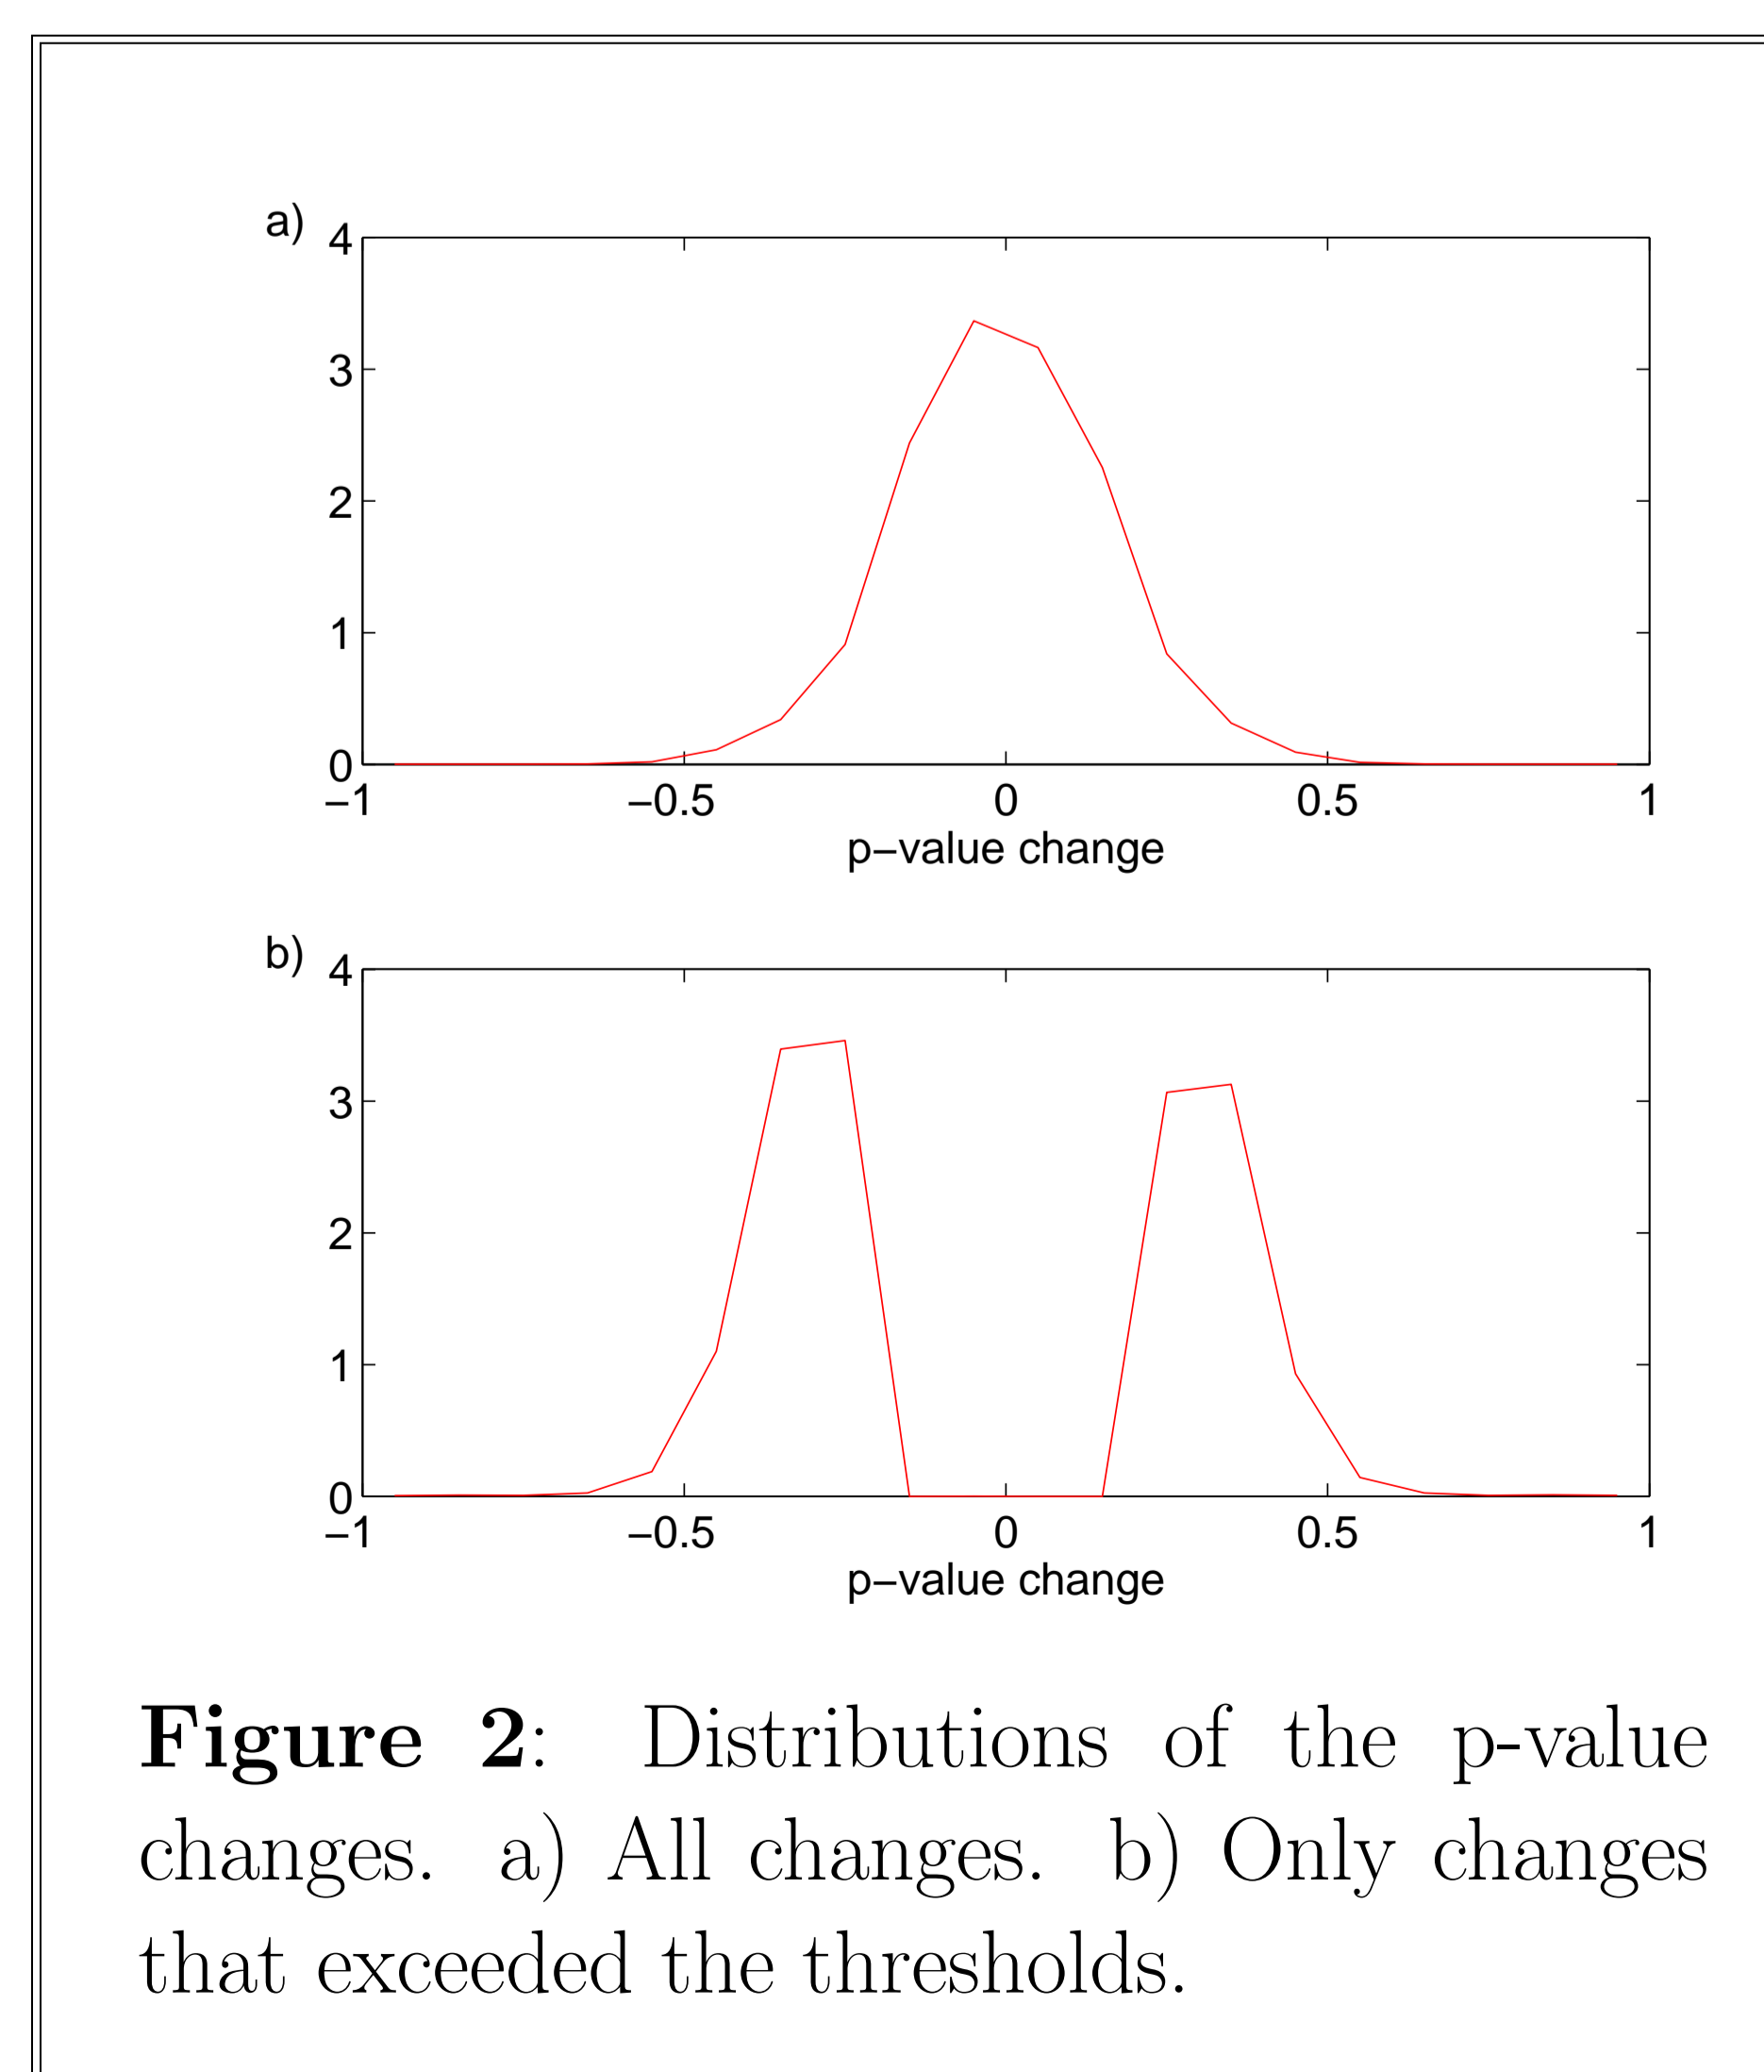 a)
4
3
2
1
0
−1 −0.5 0 0.5 1
p−value change
b)
4
3
2
1
0
−1 −0.5 0 0.5 1
p−value change
Figure 2: Distributions of the p-value
changes. a) All changes. b) Only changes
that exceeded the thresholds.